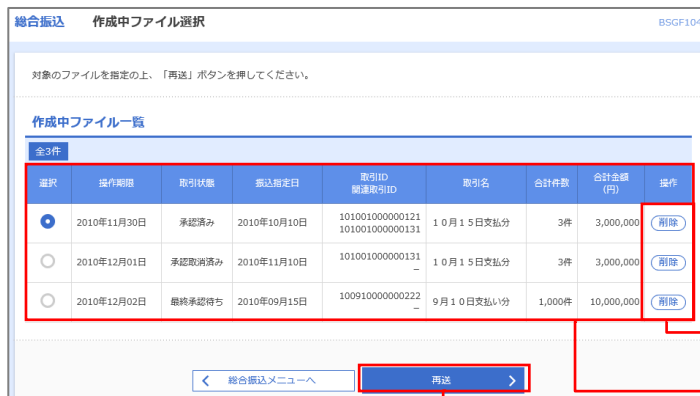 総合振込 作成中ファイル選択 BSGF104
対象のファイルを指定の上、「再送」ボタンを押してください。
作成中ファイル一覧
全3件
選択 操作期限 取引状態 振込指定日 取引ID 取引名 合計件数 合計金額 操作
関連取引ID (円)
2010年11月30日 承認済み 2010年10月10日 101001000000121 10月15日支払分 3件 3,000,000 削除
101001000000131
2010年12月01日 承認取消済み 2010年11月10日 101001000000131 10月15日支払分 3件 3,000,000 削除
–
2010年12月02日 最終承認待ち 2010年09月15日 100910000000222 9月10日支払い分 1,000件 10,000,000 削除
–
総合振込メニューへ 再送